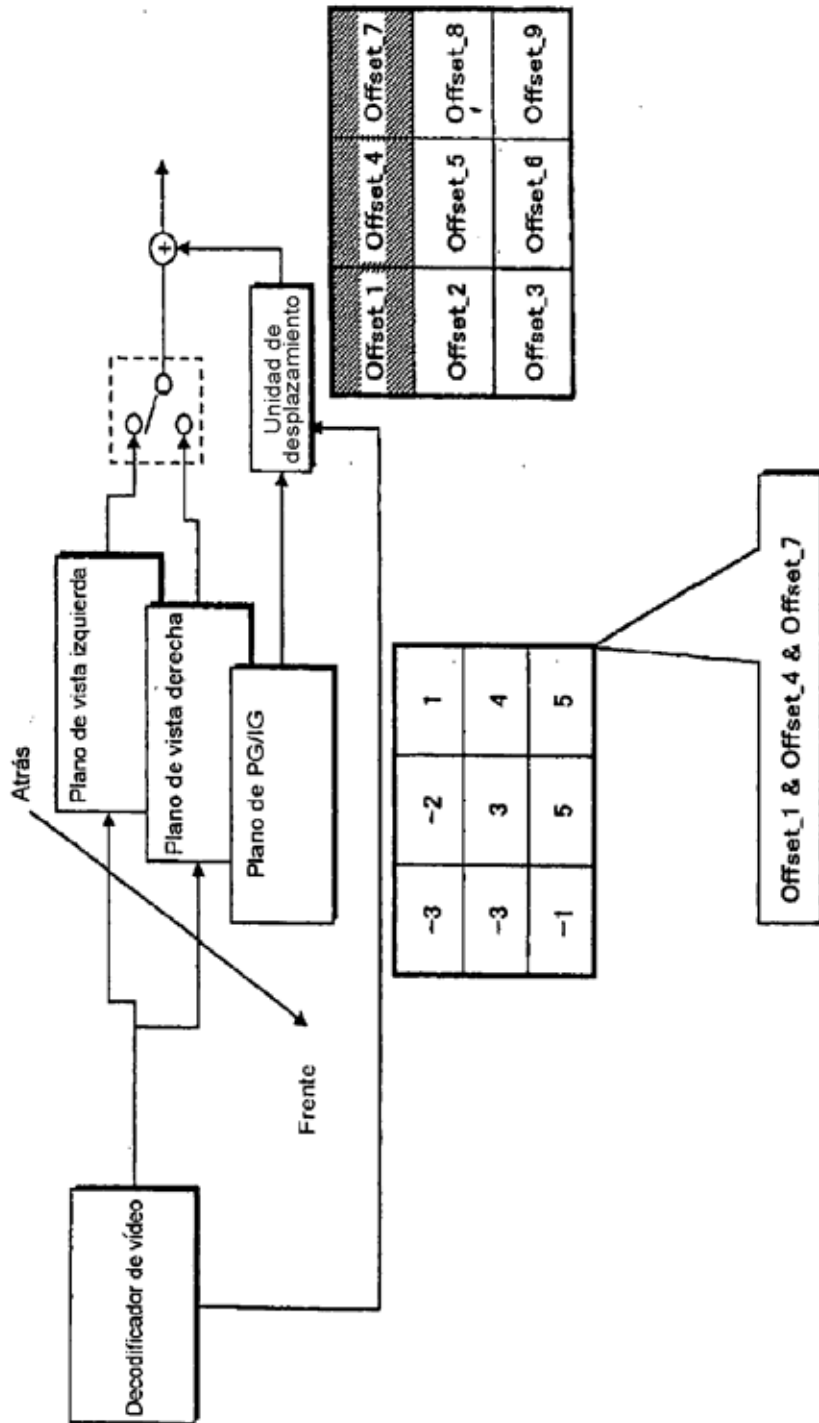 Atrás
Plano de vista izquierda
Plano de vista derecha
Plano de PG/IG
Decodificador de vídeo
Frente
Unidad de
desplazamiento
-3 -2 1
-3 3 4
-1 5 5
Offset_1 Offset_4 Offset_7
Offset_2 Offset_5 Offset_8
Offset_3 Offset_6 Offset_9
Offset_1 & Offset_4 & Offset_7
+